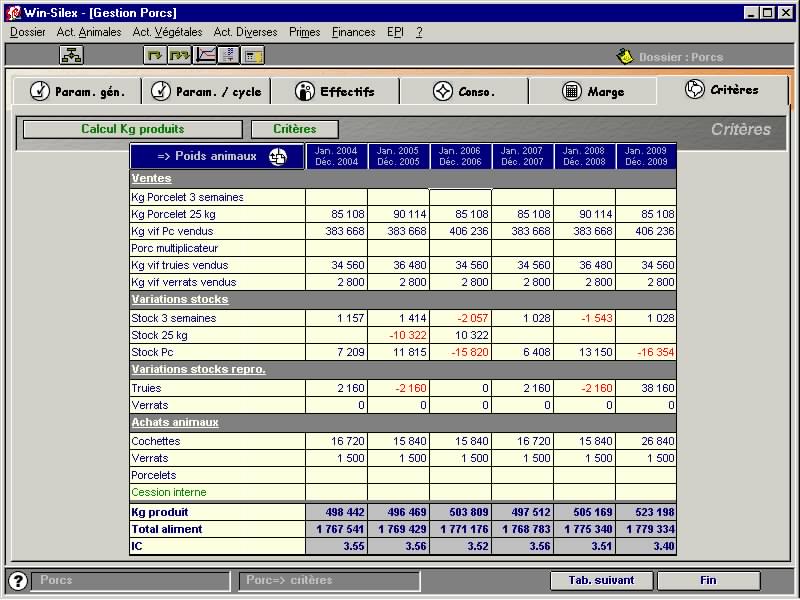 Win-Silex - [Gestion Porcs]
Dossier Act. Animales Act. Végétales Act. Diverses Primes Finances EPI ?
Dossier : Porcs
Param. gén. Param. / cycle Effectifs Conso. Marge Critères
Calcul Kg produits Critères Critères
=> Poids animaux Jan. 2004 Jan. 2005 Jan. 2006 Jan. 2007 Jan. 2008 Jan. 2009
Déc. 2004 Déc. 2005 Déc. 2006 Déc. 2007 Déc. 2008 Déc. 2009
Ventes
Kg Porcelet 3 semaines
Kg Porcelet 25 kg 85 108 90 114 85 108 85 108 90 114 85 108
Kg vif Pc vendus 383 668 383 668 406 236 383 668 383 668 406 236
Porc multiplicateur
Kg vif truies vendus 34 560 36 480 34 560 34 560 36 480 34 560
Kg vif verrats vendus 2 800 2 800 2 800 2 800 2 800 2 800
Variations stocks
Stock 3 semaines 1 157 1 414 -2 057 1 028 -1 543 1 028
Stock 25 kg -10 322 10 322
Stock Pc 7 209 11 815 -15 820 6 408 13 150 -16 354
Variations stocks repro.
Truies 2 160 -2 160 0 2 160 -2 160 38 160
Verrats 0 0 0 0 0 0
Achats animaux
Cochettes 16 720 15 840 15 840 16 720 15 840 26 840
Verrats 1 500 1 500 1 500 1 500 1 500 1 500
Porcelets
Cession interne
Kg produit 498 442 496 469 503 809 497 512 505 169 523 198
Total aliment 1 767 541 1 769 429 1 771 176 1 768 783 1 775 340 1 779 334
IC 3.55 3.56 3.52 3.56 3.51 3.40
? Porcs Porc=> critères Tab. suivant Fin